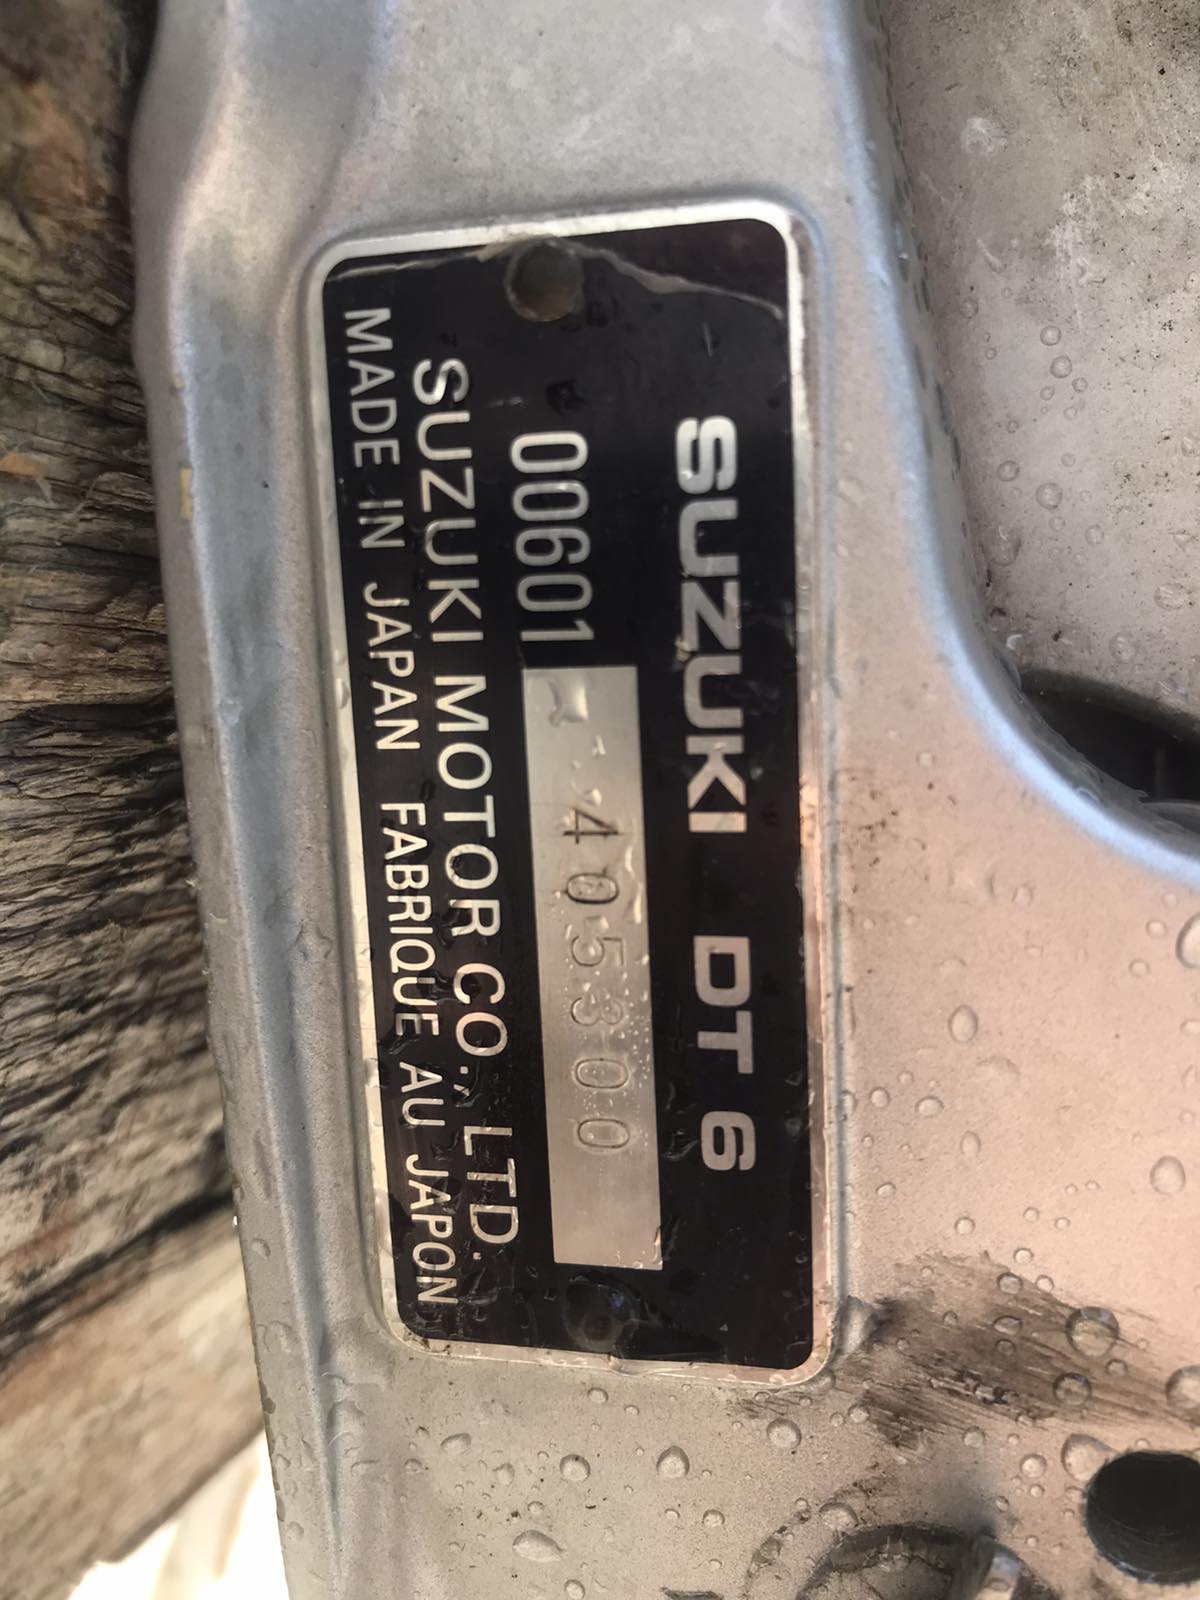 SUZUKI DT 6
00601 405300
SUZUKI MOTOR CO., LTD.
MADE IN JAPAN FABRIQUE AU JAPON